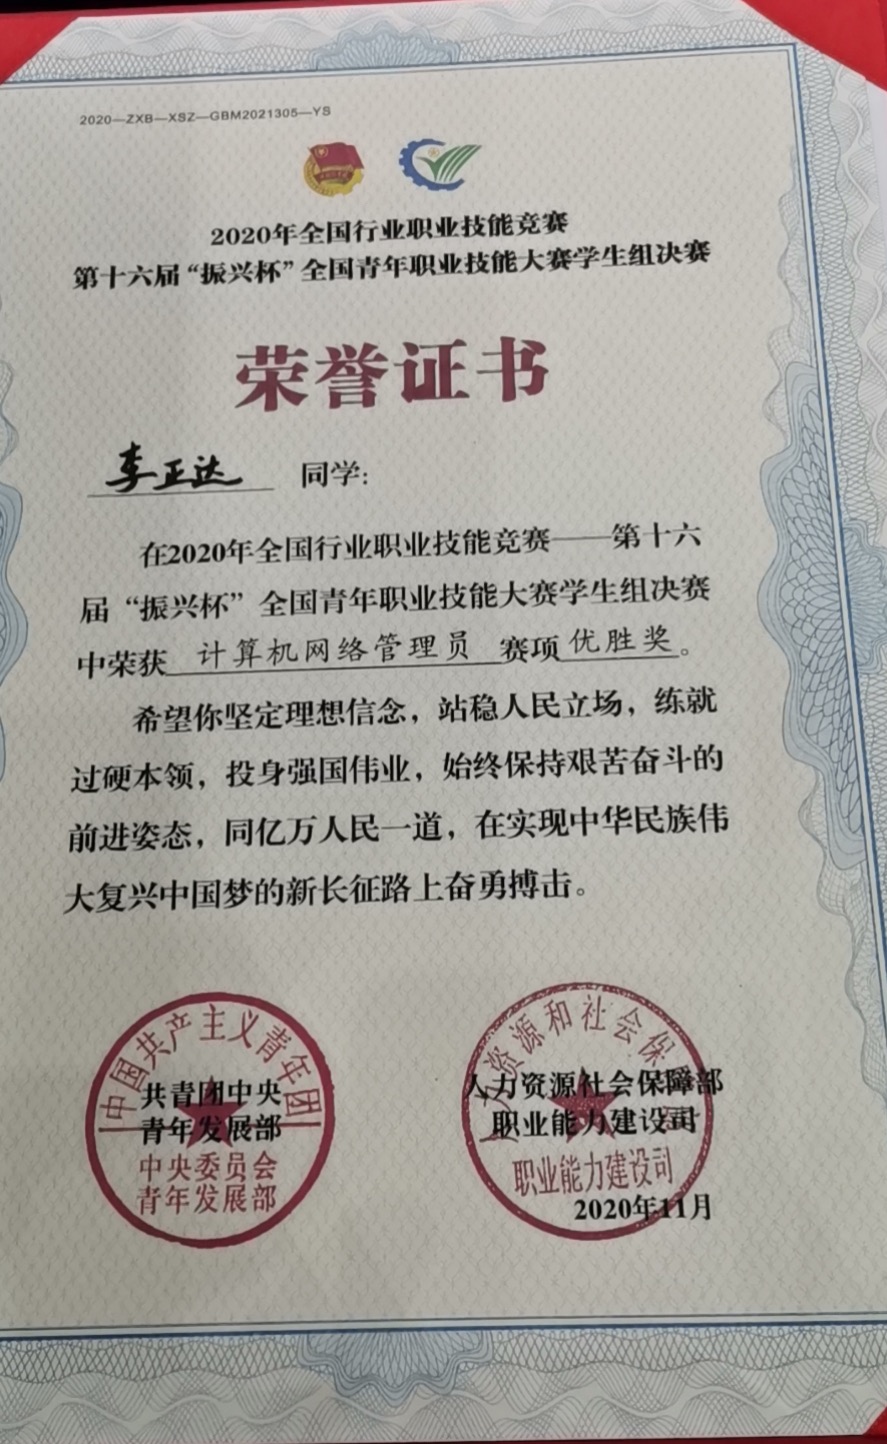 2020—ZXB—XSZ—GBM2021305—YS
2020年全国行业职业技能竞赛
第十六届“振兴杯”全国青年职业技能大赛学生组决赛
荣誉证书
李正达 同学：
在2020年全国行业职业技能竞赛——第十六
届“振兴杯”全国青年职业技能大赛学生组决赛
中荣获 计算机网络管理员 赛项 优胜奖 。
希望你坚定理想信念，站稳人民立场，练就
过硬本领，投身强国伟业，始终保持艰苦奋斗的
前进姿态，同亿万人民一道，在实现中华民族伟
大复兴中国梦的新长征路上奋勇搏击。
中国共产主义青年团
共青团中央
青年发展部
中央委员会
青年发展部
人力资源和社会保
人力资源社会保障部
职业能力建设司
职业能力建设司
2020年11月